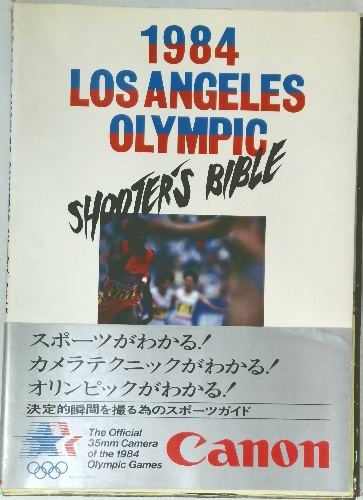 1984
LOS ANGELES
OLYMPIC
SHOOTER'S BIBLE
スポーツがわかる!
カメラテクニックがわかる!
オリンピックがわかる!
決定的瞬間を撮る為のスポーツガイド
The Official
35mm Camera
of the 1984
Olympic Games
Canon